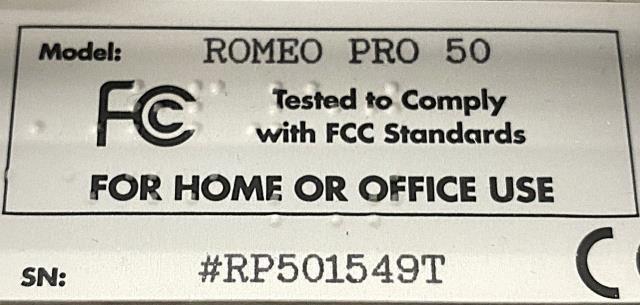 Model: ROMEO PRO 50
FC Tested to Comply
with FCC Standards
FOR HOME OR OFFICE USE
SN: #RP501549T